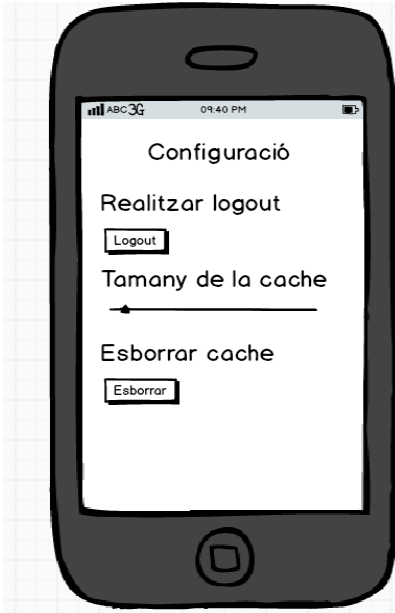 ABC 3G 09:40 PM
Configuració
Realitzar logout
Logout
Tamany de la cache
Esborrar cache
Esborrar